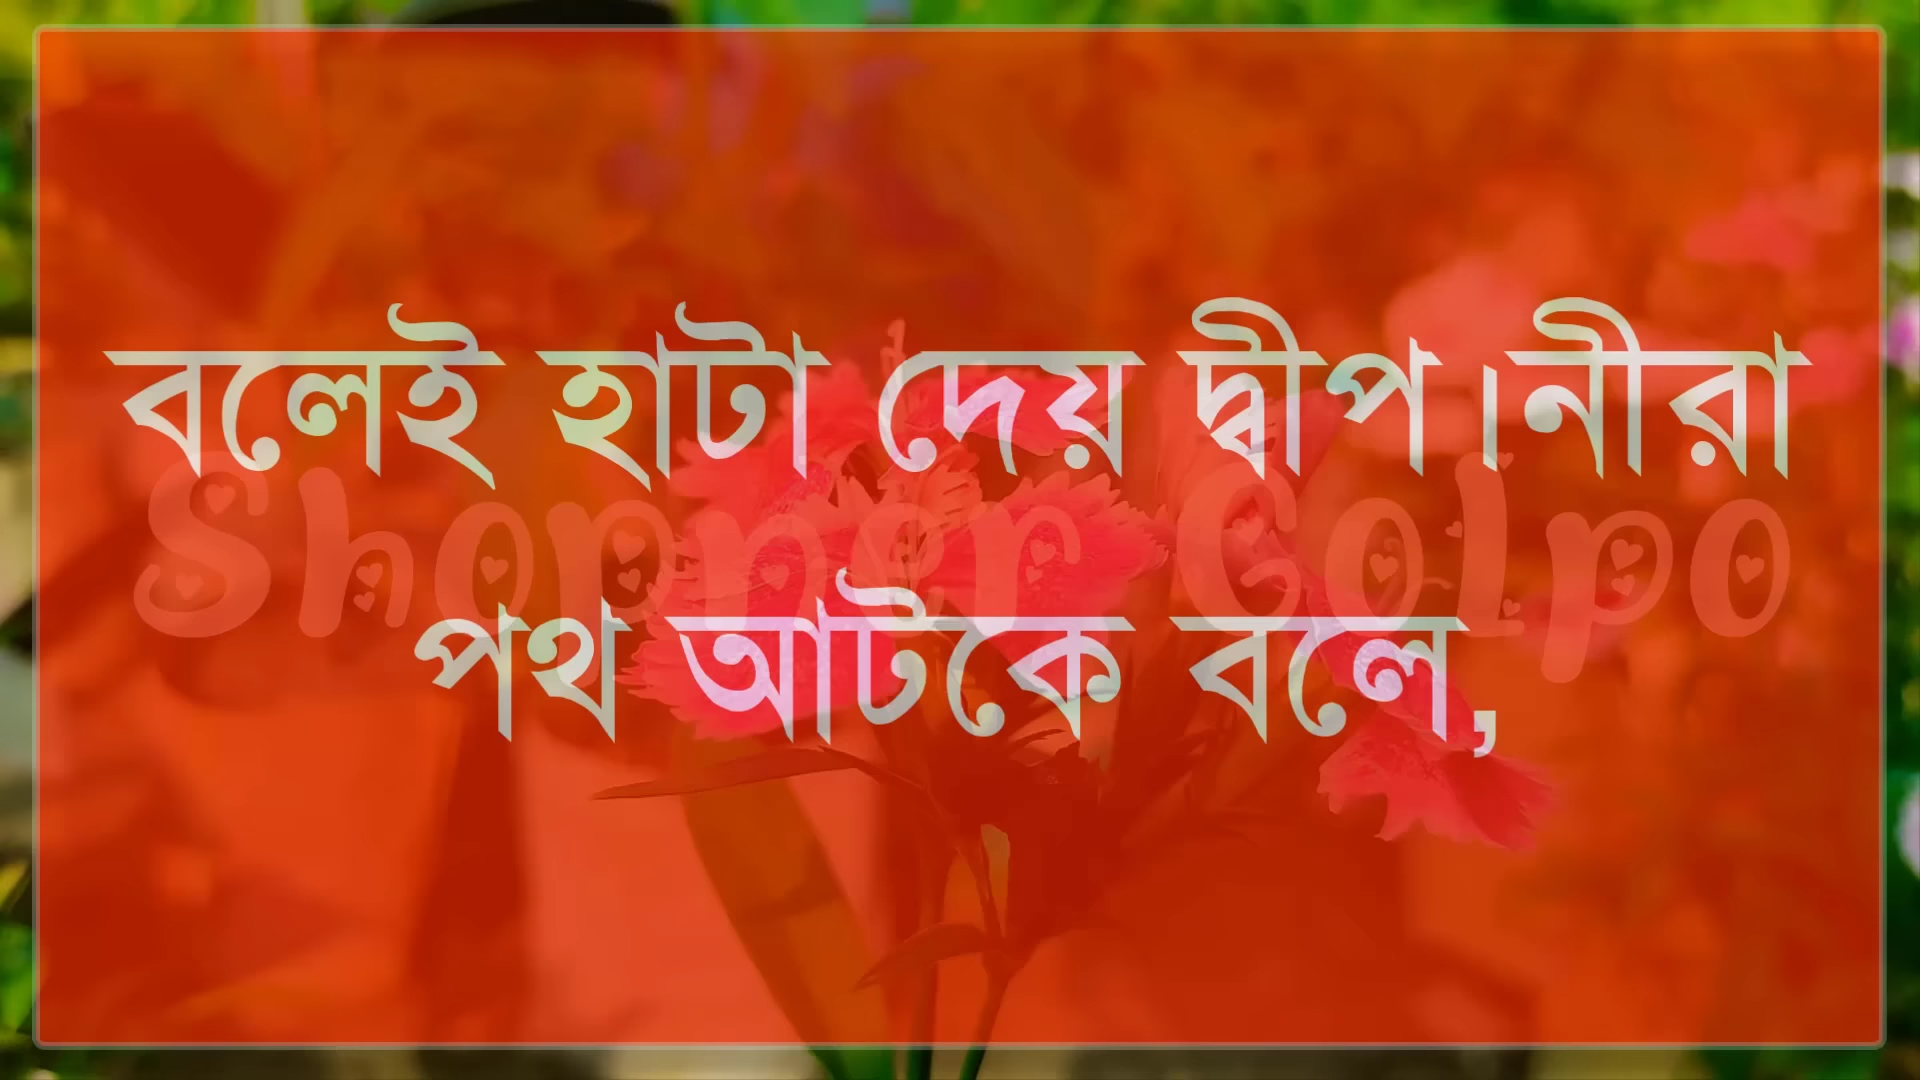 বলেই হাটা দেয় দ্বীপ।নীরা
Shopner Golpo
পথ আটকে বলে,